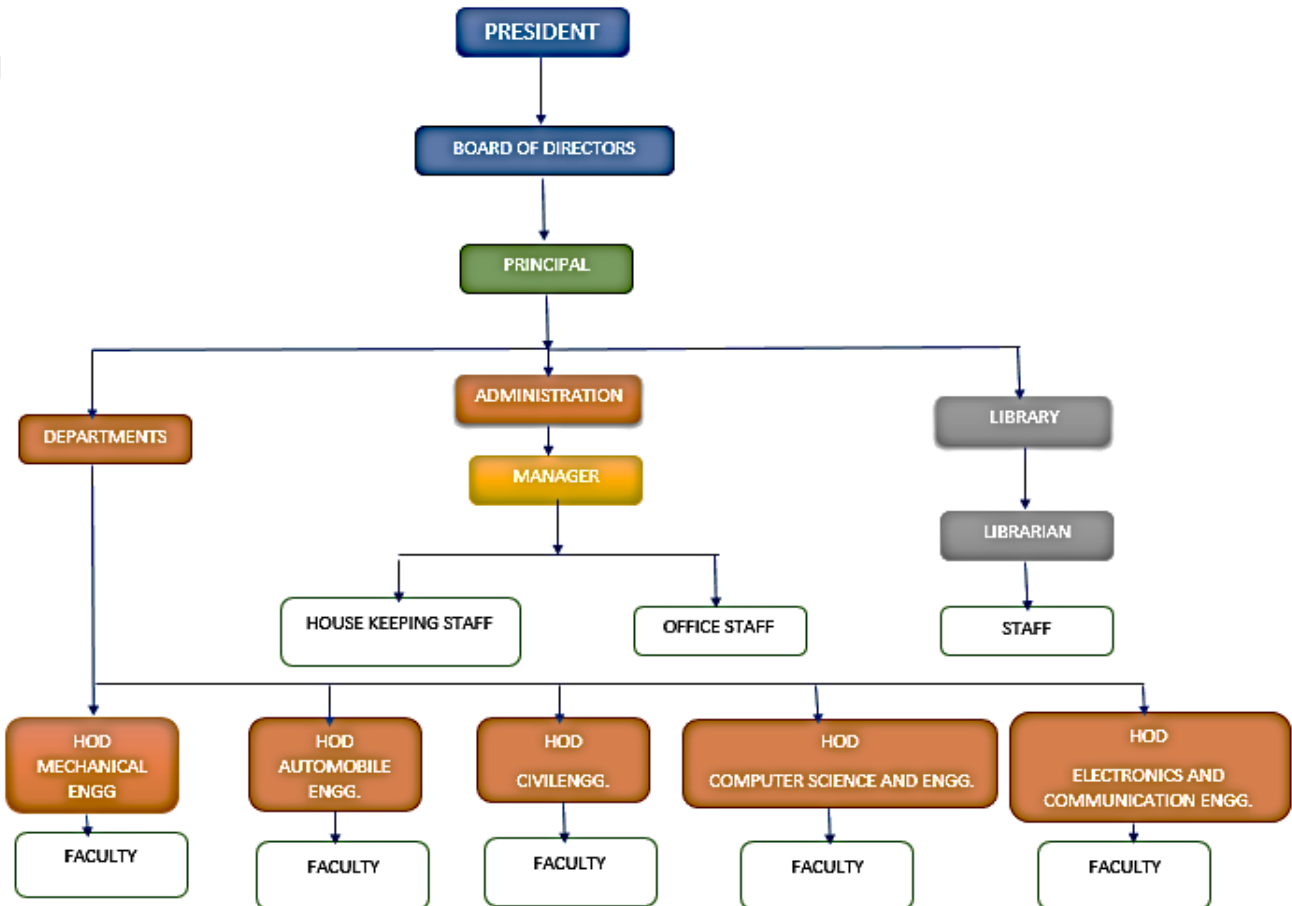 PRESIDENT
BOARD OF DIRECTORS
PRINCIPAL
ADMINISTRATION
DEPARTMENTS
LIBRARY
MANAGER
LIBRARIAN
HOUSE KEEPING STAFF
OFFICE STAFF
STAFF
HOD
MECHANICAL
ENGG
HOD
AUTOMOBILE
ENGG.
HOD
CIVILENGG.
HOD
COMPUTER SCIENCE AND ENGG.
HOD
ELECTRONICS AND
COMMUNICATION ENGG.
FACULTY
FACULTY
FACULTY
FACULTY
FACULTY